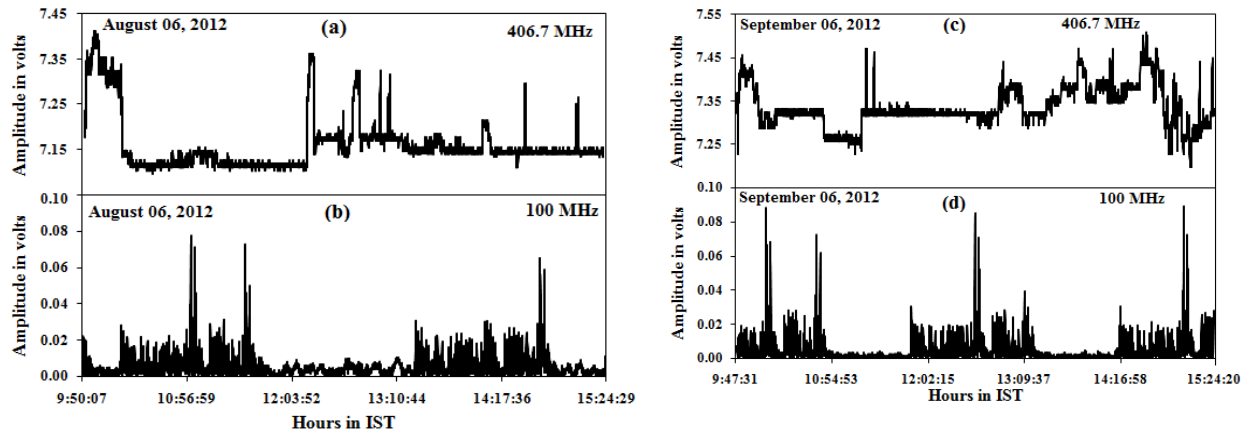 August 06, 2012 (a) 406.7 MHz
Amplitude in volts
7.45
7.35
7.25
7.15
August 06, 2012 (b) 100 MHz
Amplitude in volts
0.10
0.08
0.06
0.04
0.02
0.00
9:50:07 10:56:59 12:03:52 13:10:44 14:17:36 15:24:29
Hours in IST
September 06, 2012 (c) 406.7 MHz
Amplitude in volts
7.55
7.45
7.35
7.25
0.10
September 06, 2012 (d) 100 MHz
Amplitude in volts
0.08
0.06
0.04
0.02
0.00
9:47:31 10:54:53 12:02:15 13:09:37 14:16:58 15:24:20
Hours in IST